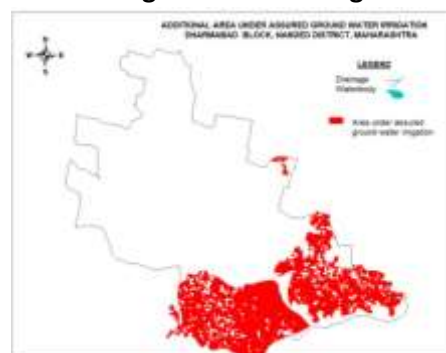 ADDITIONAL AREA UNDER ASSURED GROUND WATER IRRIGATION
DHARMABAD BLOCK, NANDED DISTRICT, MAHARASHTRA
LEGEND
Drainage
Waterbody
Area under assured
ground water irrigation